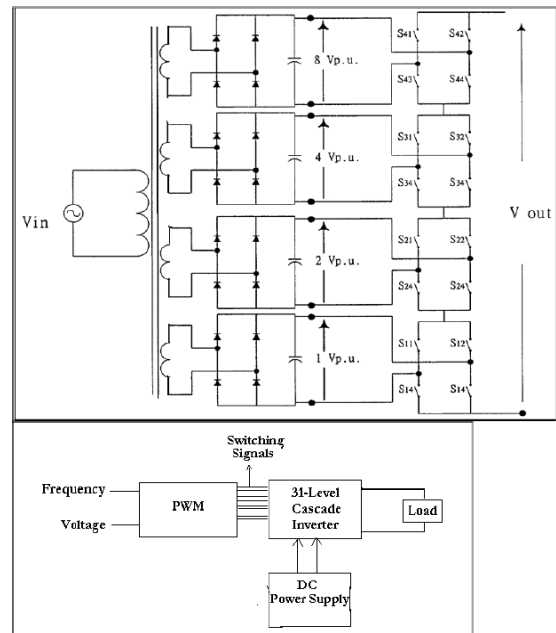 S41 S42
8 Vp.u.
S43 S44
S31 S32
4 Vp.u.
S34 S34
Vin
V out
S21 S22
2 Vp.u.
S24 S24
S11 S12
1 Vp.u.
S14 S14
Switching
Signals
Frequency
Voltage
PWM
31-Level
Cascade
Inverter
Load
DC
Power Supply